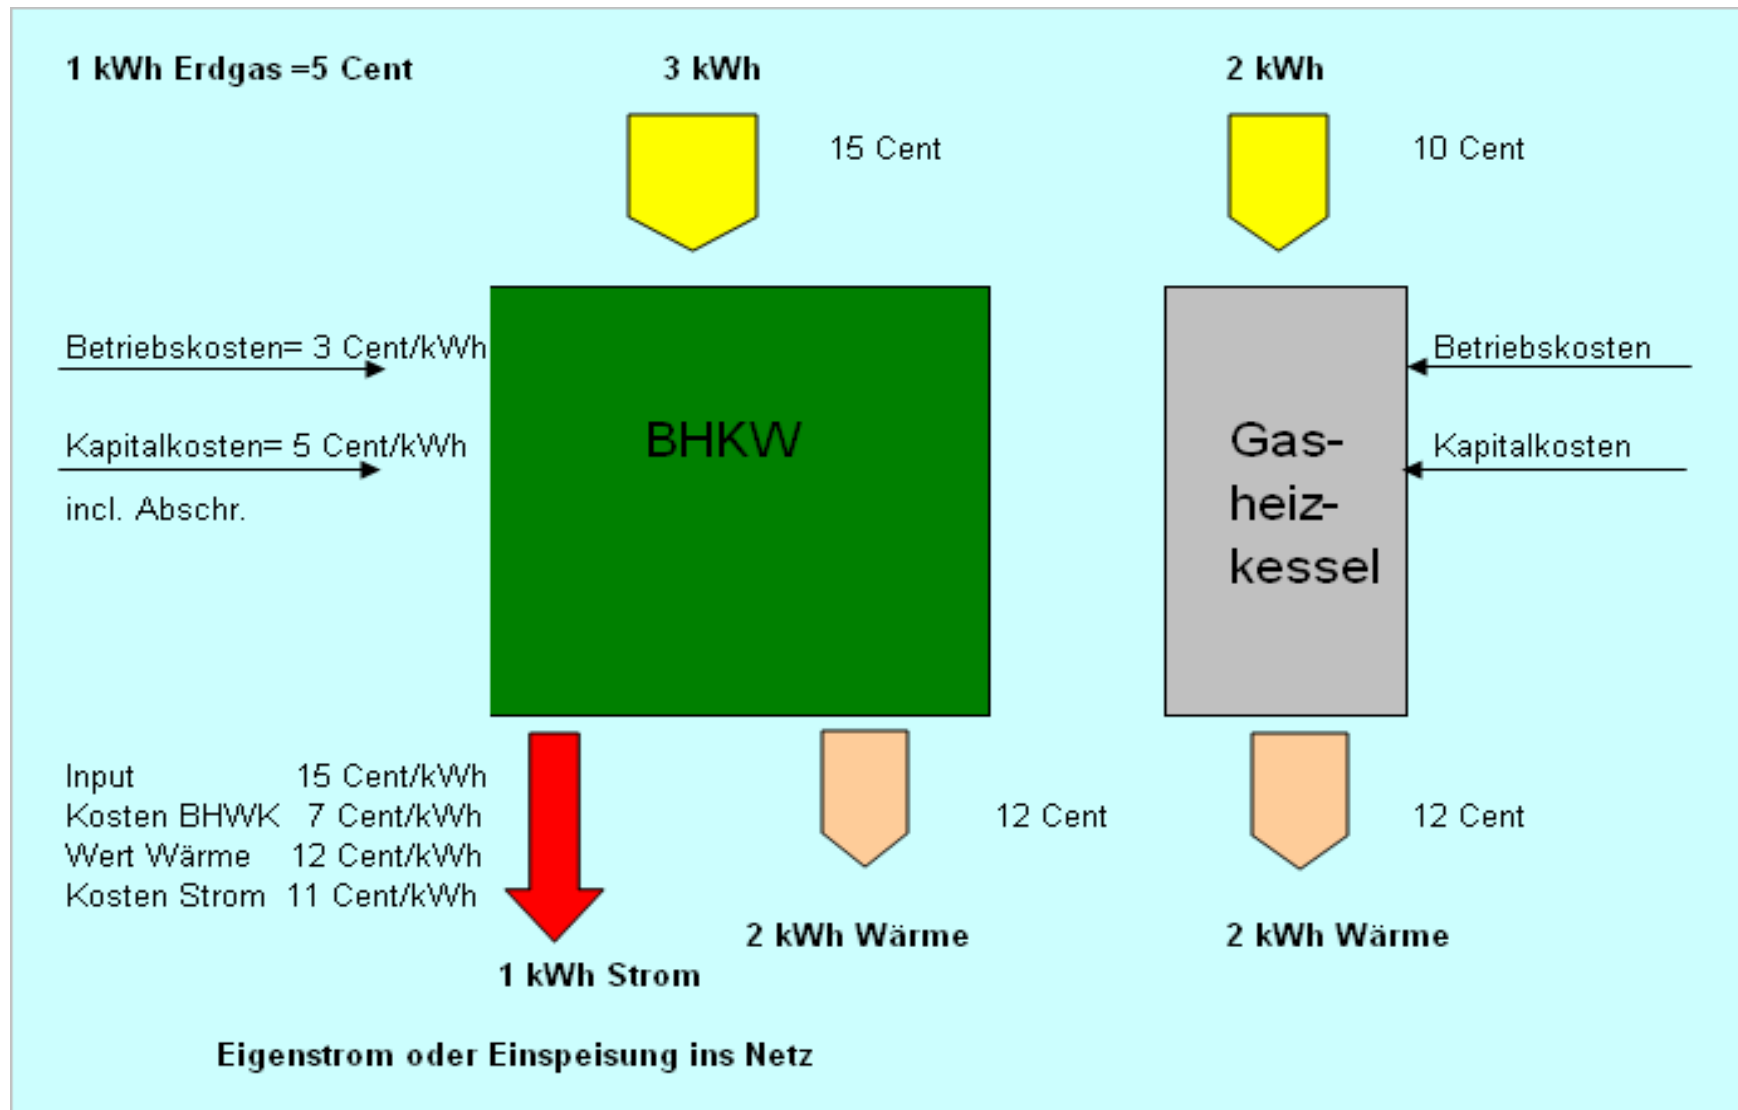 1 kWh Erdgas =5 Cent
3 kWh
2 kWh
15 Cent
10 Cent
Betriebskosten= 3 Cent/kWh
Betriebskosten
Kapitalkosten= 5 Cent/kWh
incl. Abschr.
Kapitalkosten
BHKW
Gas-
heiz-
kessel
Input 15 Cent/kWh
Kosten BHWK 7 Cent/kWh
Wert Wärme 12 Cent/kWh
Kosten Strom 11 Cent/kWh
12 Cent
12 Cent
2 kWh Wärme
2 kWh Wärme
1 kWh Strom
Eigenstrom oder Einspeisung ins Netz